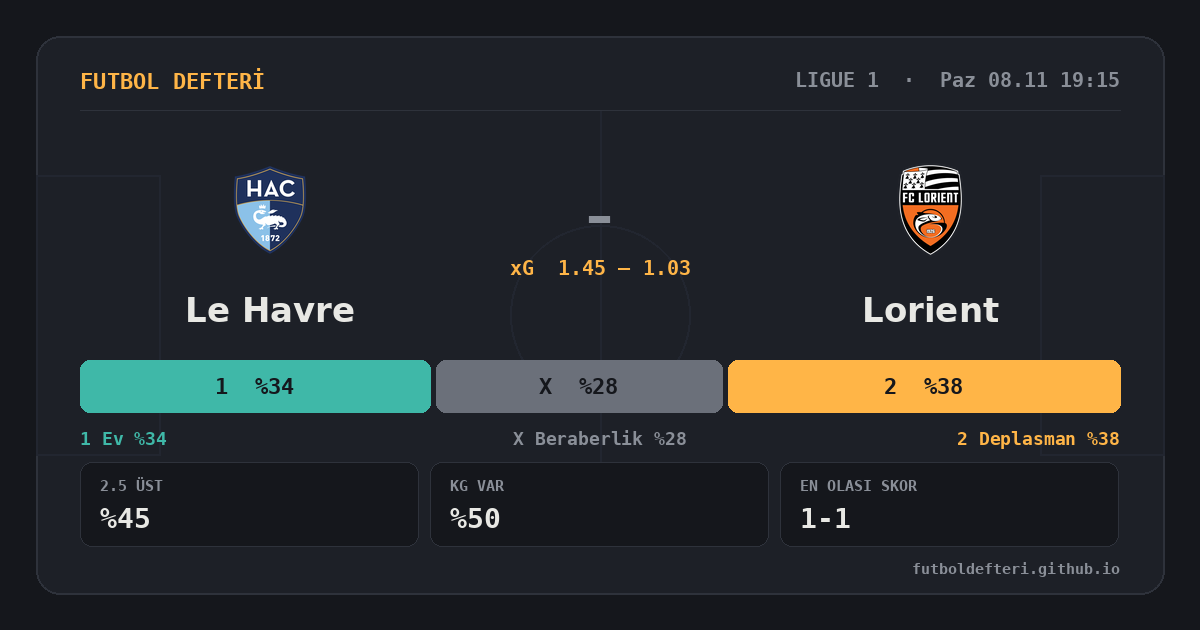 FUTBOL DEFTERİ
LIGUE 1 · Paz 08.11 19:15
HAC
1872
FC LORIENT
–
xG 1.45 – 1.03
Le Havre
Lorient
1 %34
X %28
2 %38
1 Ev %34
X Beraberlik %28
2 Deplasman %38
2.5 ÜST
KG VAR
EN OLASI SKOR
%45
%50
1-1
futboldefteri.github.io